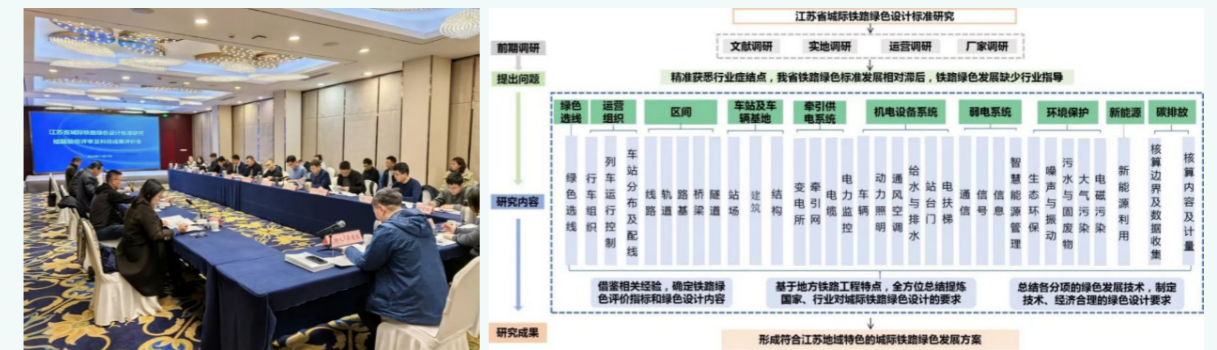 江苏省城际铁路绿色设计标准研究
江苏省城际铁路绿色设计标准研究
前期调研
文献调研
实地调研
运营调研
厂家调研
提出问题
精准获悉行业症结点，我省铁路绿色标准发展相对滞后，铁路绿色发展缺少行业指导
绿色选线
运营组织
区间
车站及车辆基地
牵引供电系统
机电设备系统
弱电系统
环境保护
新能源
碳排放
研究内容
绿色选线
行车组织
列车运行控制
车站分布及配线
线路
轨道
路基
桥梁
隧道
站场
建筑
结构
变电所
牵引网
电缆
电力监控
车辆
动力照明
通风空调
给水与排水
站台门
电扶梯
通信
信号
信息
智慧能源管理
生态环保
噪声与振动
污水与固废物
大气污染
电磁污染
新能源利用
核算边界及数据收集
核算内容及计量
借鉴相关经验，确定铁路绿色评价指标和绿色设计内容
基于地方铁路工程特点，全方位总结提炼国家、行业对城际铁路绿色设计的要求
总结各分项的绿色发展技术，制定技术、经济合理的绿色设计要求
研究成果
形成符合江苏地域特色的城际铁路绿色发展方案